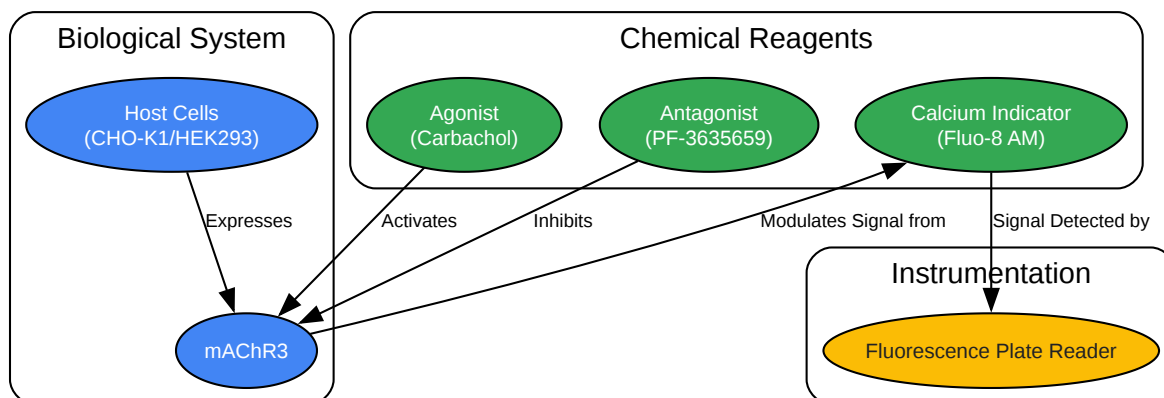 Biological System
Chemical Reagents
Host Cells
(CHO-K1/HEK293)
Agonist
(Carbachol)
Antagonist
(PF-3635659)
Calcium Indicator
(Fluo-8 AM)
Expresses
Activates
Inhibits
Modulates Signal from
Signal Detected by
Instrumentation
mAChR3
Fluorescence Plate Reader